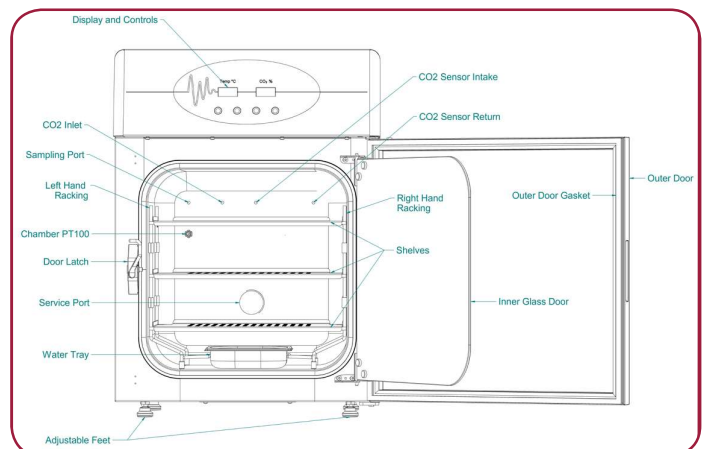 Display and Controls
Temp °C
CO₂ %
CO2 Sensor Intake
CO2 Sensor Return
CO2 Inlet
Sampling Port
Left Hand
Racking
Right Hand
Racking
Outer Door
Outer Door Gasket
Chamber PT100
Door Latch
Shelves
Service Port
Inner Glass Door
Water Tray
Adjustable Feet